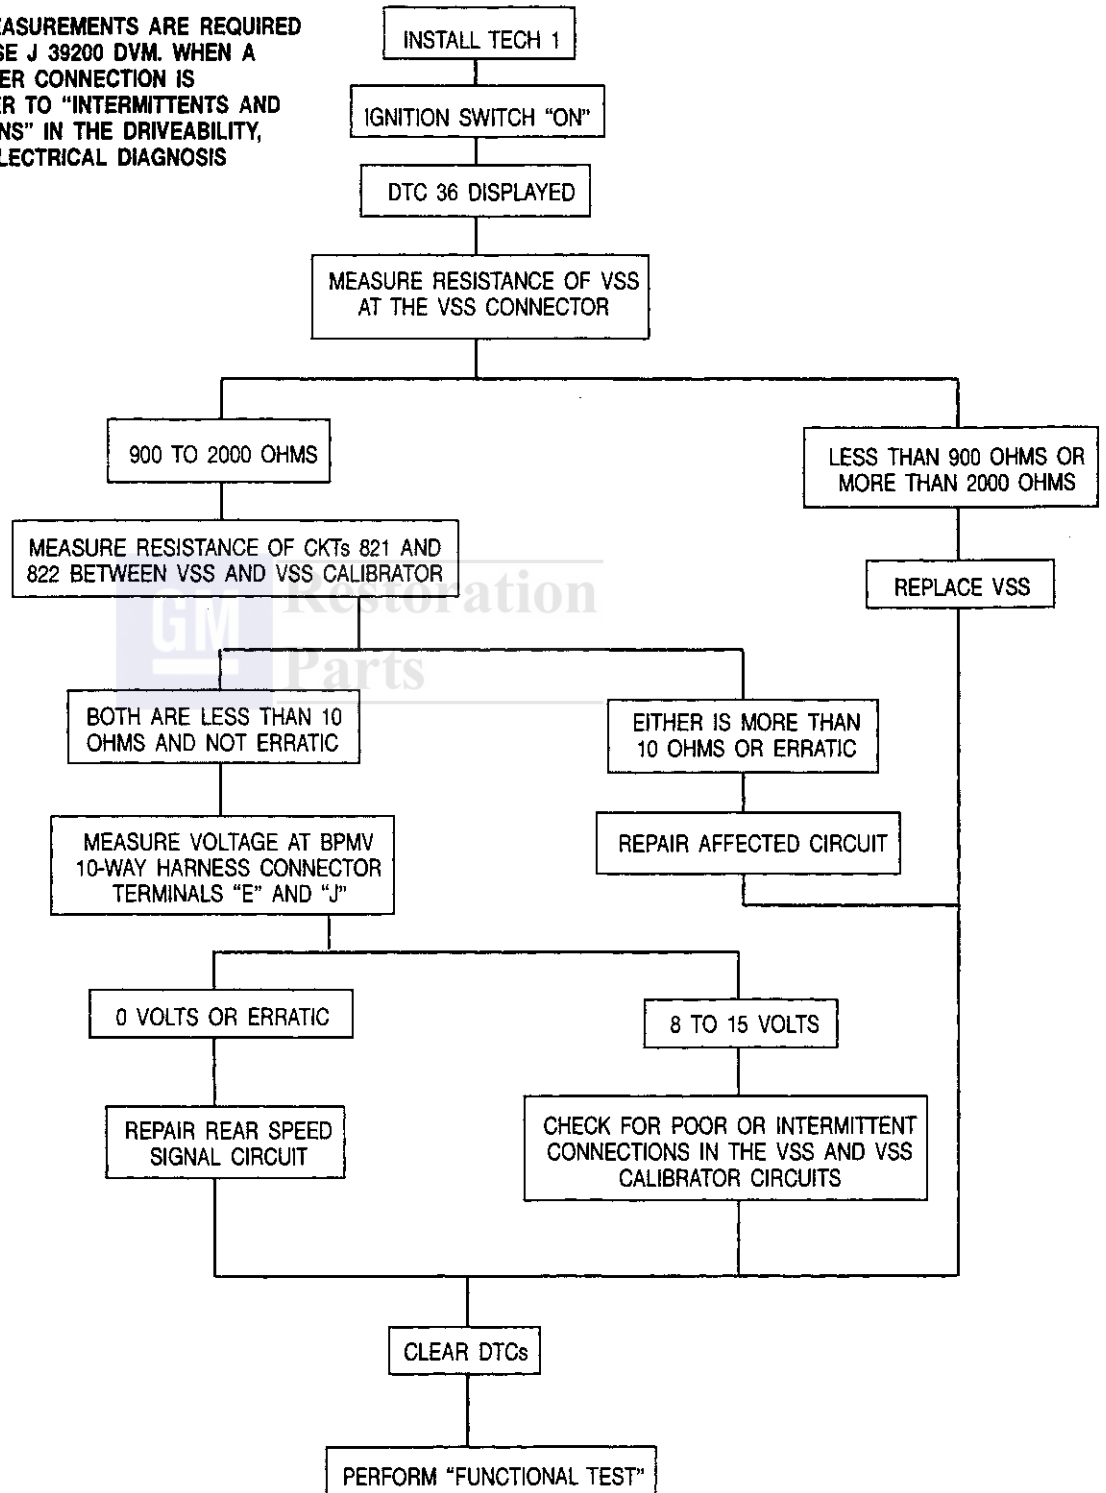 EASUREMENTS ARE REQUIRED
SE J 39200 DVM. WHEN A
ER CONNECTION IS
ER TO "INTERMITTENTS AND
NS" IN THE DRIVEABILITY,
LECTRICAL DIAGNOSIS
INSTALL TECH 1
IGNITION SWITCH "ON"
DTC 36 DISPLAYED
MEASURE RESISTANCE OF VSS
AT THE VSS CONNECTOR
900 TO 2000 OHMS
LESS THAN 900 OHMS OR
MORE THAN 2000 OHMS
MEASURE RESISTANCE OF CKTs 821 AND
822 BETWEEN VSS AND VSS CALIBRATOR
REPLACE VSS
GM Restoration
Parts
BOTH ARE LESS THAN 10
OHMS AND NOT ERRATIC
EITHER IS MORE THAN
10 OHMS OR ERRATIC
MEASURE VOLTAGE AT BPMV
10-WAY HARNESS CONNECTOR
TERMINALS "E" AND "J"
REPAIR AFFECTED CIRCUIT
0 VOLTS OR ERRATIC
8 TO 15 VOLTS
REPAIR REAR SPEED
SIGNAL CIRCUIT
CHECK FOR POOR OR INTERMITTENT
CONNECTIONS IN THE VSS AND VSS
CALIBRATOR CIRCUITS
CLEAR DTCs
PERFORM "FUNCTIONAL TEST"